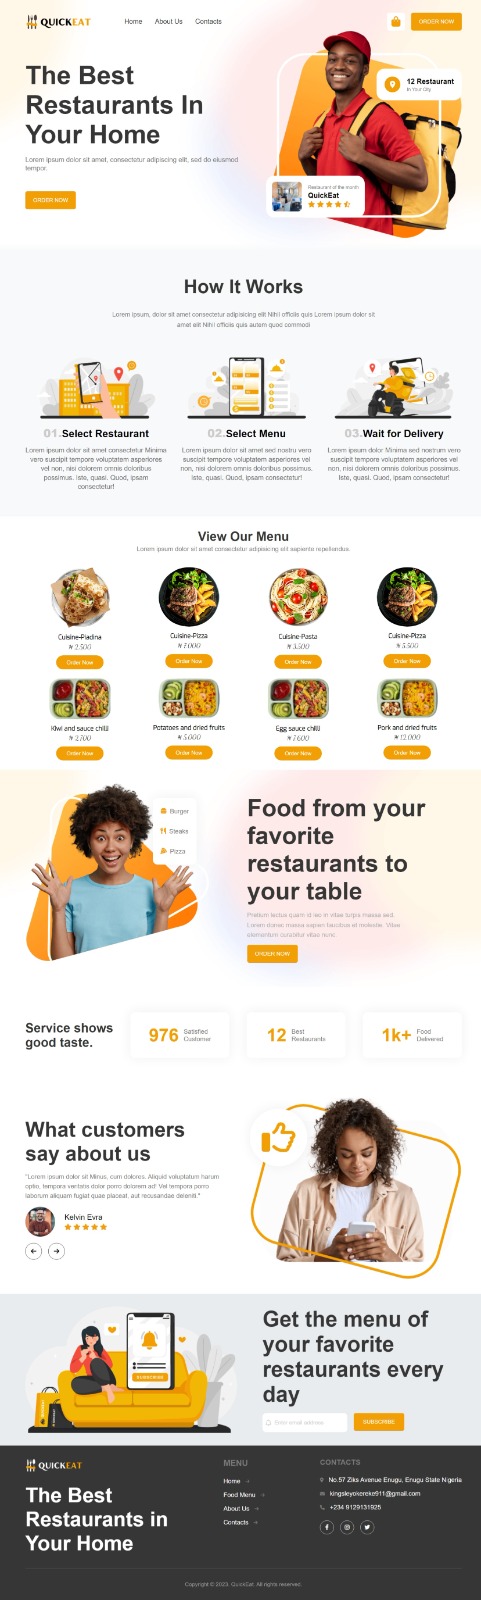 QUICKEAT
Home About Us Contacts
ORDER NOW
The Best
Restaurants In
Your Home
Lorem ipsum dolor sit amet, consectetur adipiscing elit, sed do eiusmod
tempor.
ORDER NOW
12 Restaurant
In Your City
Restaurant of the month
QuickEat
How It Works
Lorem ipsum, dolor sit amet consectetur adipisicing elit Nihil officiis quis Lorem ipsum dolor sit
amet elit Nihil officiis quis autem quod commodi
01.Select Restaurant
Lorem ipsum dolor sit amet consectetur Minima
vero suscipit tempore voluptatem asperiores
vel non, nisi dolorem omnis doloribus
possimus. Iste, quasi. Quod, ipsam
consectetur!
02.Select Menu
Lorem ipsum dolor sit amet sed nostru vero
suscipit tempore voluptatem asperiores vel
non, nisi dolorem omnis doloribus possimus.
Iste, quasi. Quod, ipsam!
03.Wait for Delivery
Lorem ipsum dolor Minima sed nostrum vero
suscipit tempore voluptatem asperiores vel
non, nisi dolorem omnis doloribus possimus.
Iste, quasi. Quod, ipsam!
View Our Menu
Lorem ipsum dolor sit amet consectetur adipisicing elit sapiente repellendus.
Cuisine-Piadina
₦ 2,500
Order Now
Cuisine-Pizza
Order Now
Cuisine-Pasta
₦ 3,500
Order Now
Cuisine-Pizza
₦ 5,500
Order Now
Kiwi and sauce chilli
₦ 2,700
Order Now
Potatoes and dried fruits
₦ 5,000
Order Now
Egg sauce chilli
Order Now
Pork and dried fruits
₦ 12,000
Order Now
Burger
Steaks
Pizza
Food from your
favorite
restaurants to
your table
Pretium lectus quam id leo in vitae turpis massa sed.
Lorem donec massa sapien faucibus et molestie. Vitae
elementum curabitur vitae nunc
ORDER NOW
Service shows
good taste.
976
Satisfied
Customer
12
Best
Restaurants
1k+
Food
Delivered
What customers
say about us
"Lorem ipsum dolor sit Minus, cum dolores. Aliquid voluptatum harum
optio, tempora vitae dolorem porro dolorem ad! Vel tempora porro
laborum aliquam fugiat quae placeat, aut recusandae deleniti."
Kelvin Evra
SUBSCRIBE
Get the menu of
your favorite
restaurants every
day
Enter email address
SUBSCRIBE
QUICKEAT
The Best
Restaurants in
Your Home
MENU
Home
Food Menu
About Us
Contacts
CONTACTS
No.57 Ziks Avenue Enugu, Enugu State Nigeria
kingsleyokereke911@gmail.com
+234 9129131925
Copyright © 2023. QuickEat. All rights reserved.